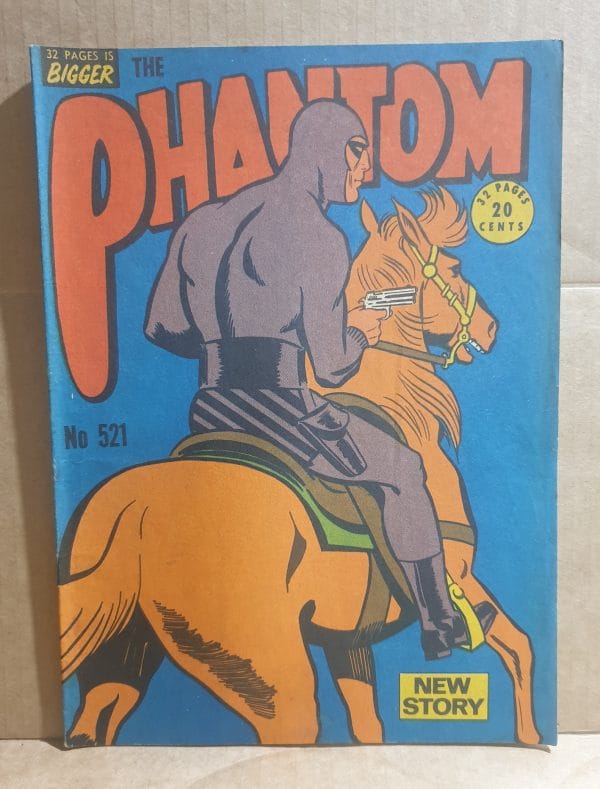 32 PAGES IS
BIGGER
THE
PHANTOM
32 PAGES
20
CENTS
No 521
NEW
STORY